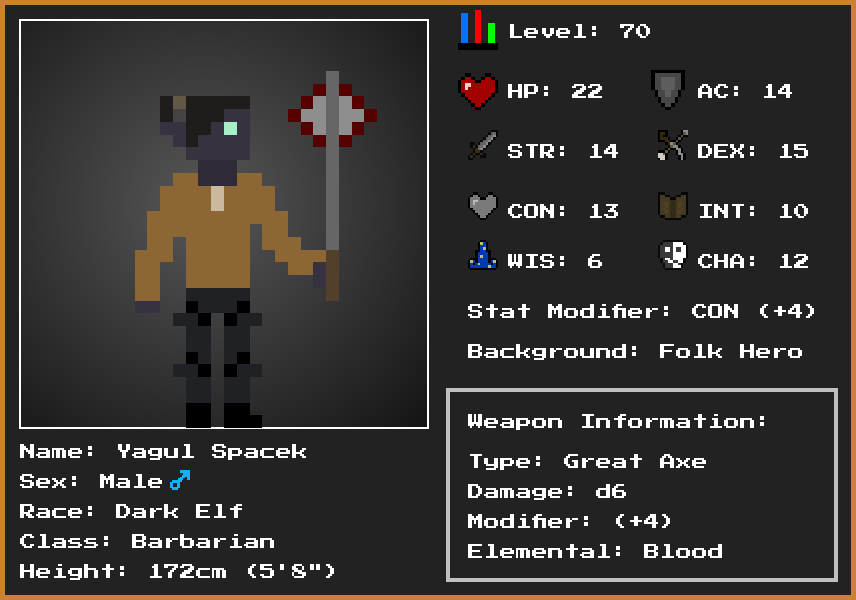 Level: 70
HP: 22
AC: 14
STR: 14
DEX: 15
CON: 13
INT: 10
WIS: 6
CHA: 12
Stat Modifier: CON (+4)
Background: Folk Hero
Weapon Information:
Type: Great Axe
Damage: d6
Modifier: (+4)
Elemental: Blood
Name: Yagul Spacek
Sex: Male ♂
Race: Dark Elf
Class: Barbarian
Height: 172cm (5'8")